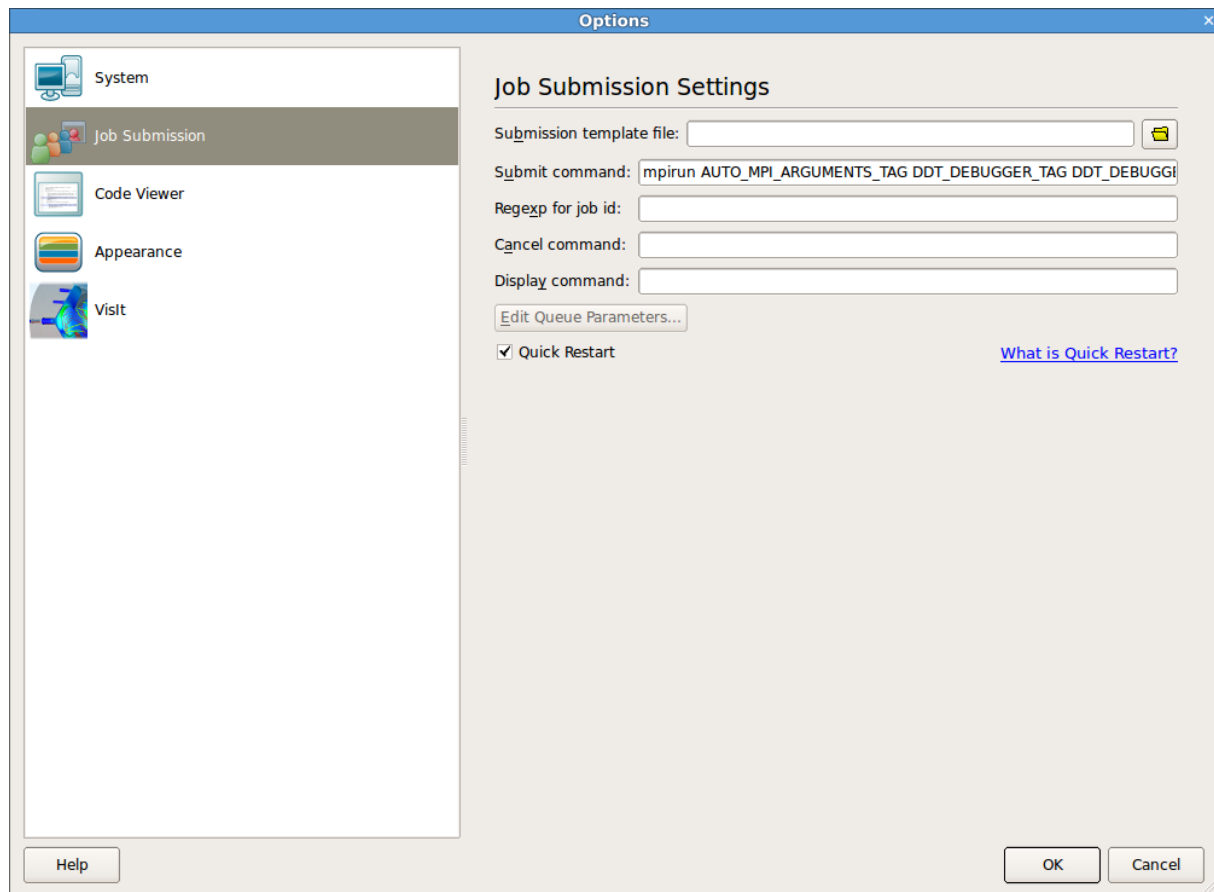 Options
System
Job Submission
Code Viewer
Appearance
VisIt
Job Submission Settings
Submission template file:
Submit command: mpirun AUTO_MPI_ARGUMENTS_TAG DDT_DEBUGGER_TAG DDT_DEBUGGE
Regexp for job id:
Cancel command:
Display command:
Edit Queue Parameters...
Quick Restart What is Quick Restart?
Help OK Cancel